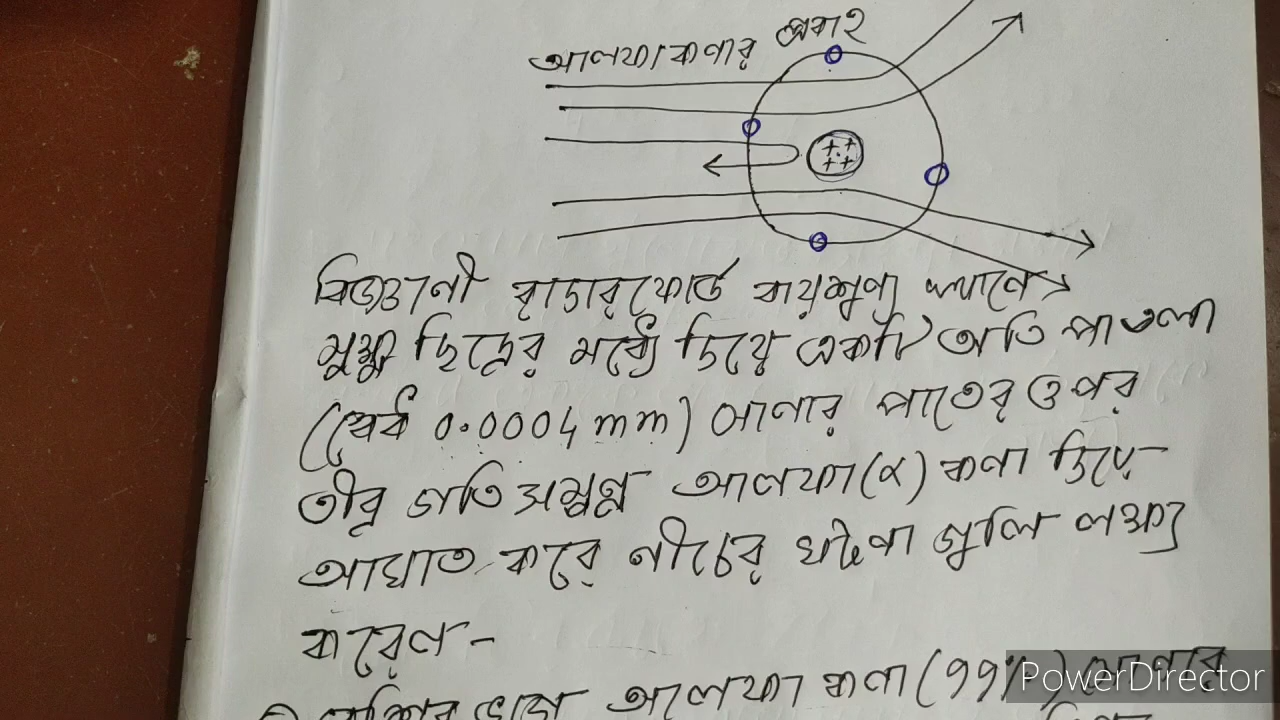 আলফা কণার প্রবাহ
++
++
বিজ্ঞানী রাদারফোর্ড বায়ুশূণ্য স্থানে
সূক্ষ্ম ছিদ্রের মধ্যে দিয়ে একটি অতি পাতলা
(বেধ 0.0004 mm) সোনার পাতের ওপর
তীব্র গতি সম্পন্ন আলফা (α) কণা দিয়ে
আঘাত করে নীচের ঘটনা গুলি লক্ষ্য
করেণ -
বেশির ভাগ আলফা কণা (99%) সোনার
PowerDirector